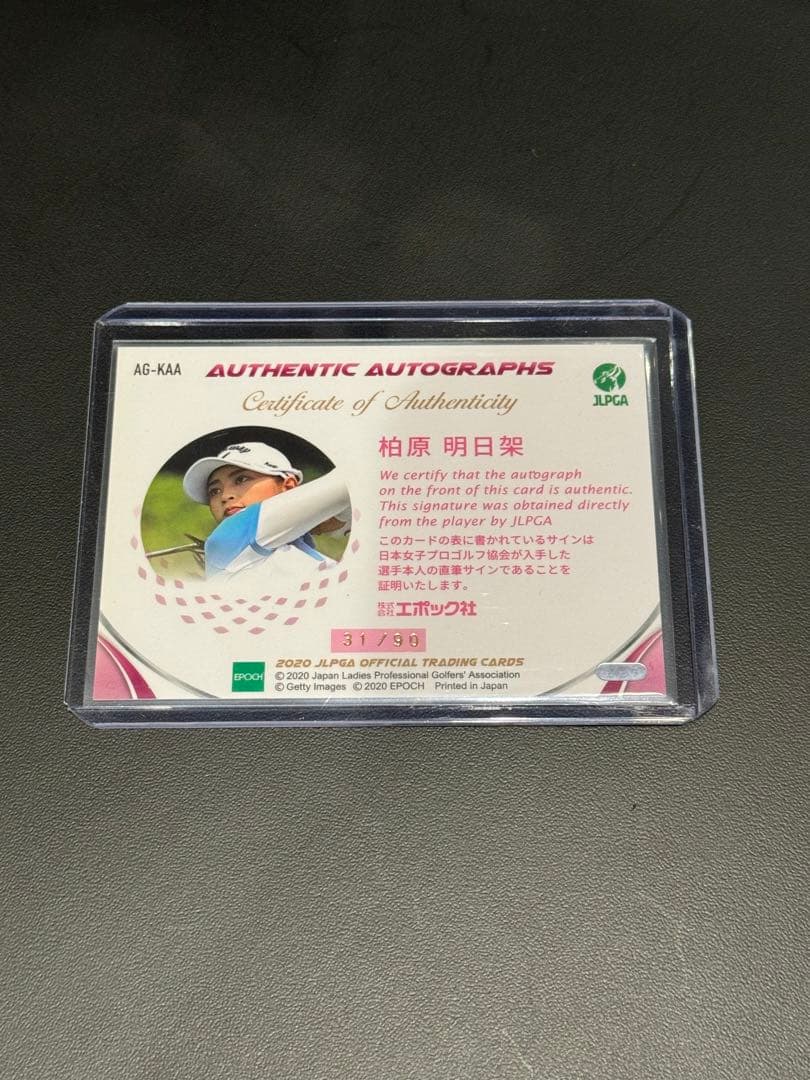 AG-KAA
AUTHENTIC AUTOGRAPHS
Certificate of Authenticity
JLPGA
柏原 明日架
We certify that the autograph
on the front of this card is authentic.
This signature was obtained directly
from the player by JLPGA
このカードの表に書かれているサインは
日本女子プロゴルフ協会が入手した
選手本人の直筆サインであることを
証明いたします。
株式会社エポック社
31/90
2020 JLPGA OFFICIAL TRADING CARDS
EPOCH
© 2020 Japan Ladies Professional Golfers' Association
© Getty Images © 2020 EPOCH Printed in Japan